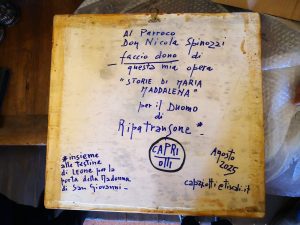 Al Parroco
Don Nicola Spinozzi
faccio dono di
questa mia opera
"STORIE DI MARIA
MADDALENA"
per il Duomo
di
Ripatransone *
CAPRI
OTTI
Agosto
2025
* insieme
alle testine
di Leone per la
porta della Madonna
di San Giovanni